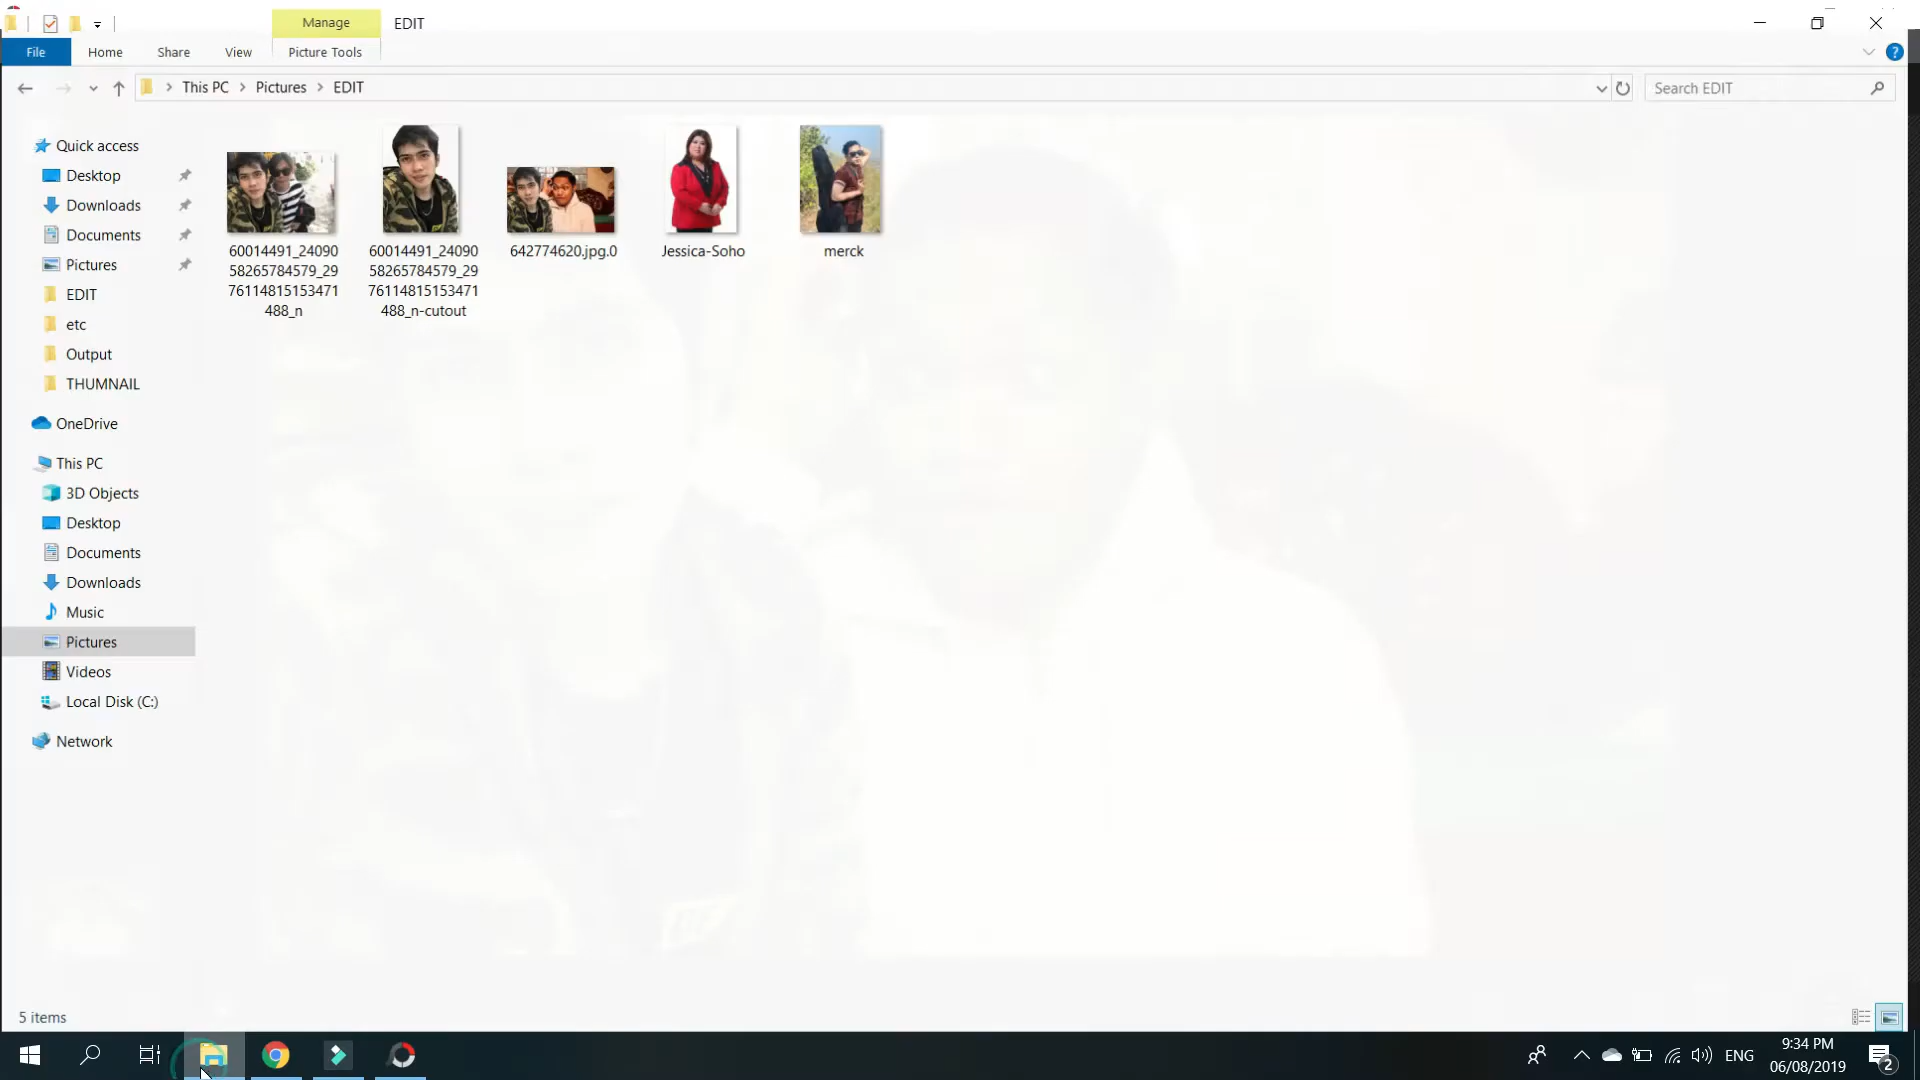 Manage
EDIT
File
Home
Share
View
Picture Tools
This PC
Pictures
EDIT
Search EDIT
Quick access
Desktop
Downloads
Documents
Pictures
EDIT
etc
Output
THUMNAIL
OneDrive
This PC
3D Objects
Desktop
Documents
Downloads
Music
Pictures
Videos
Local Disk (C:)
Network
60014491_24090
58265784579_29
76114815153471
488_n
60014491_24090
58265784579_29
76114815153471
488_n-cutout
642774620.jpg.0
Jessica-Soho
merck
5 items
ENG
9:34 PM
06/08/2019
2